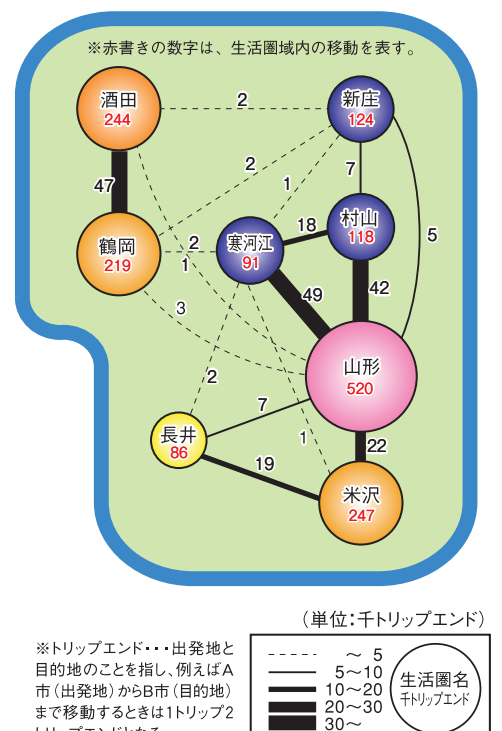 ※赤書きの数字は、生活圏域内の移動を表す。
酒田
244
2
新庄
124
47
2
1
7
5
鶴岡
219
2
1
寒河江
91
18
村山
118
3
49
42
山形
520
2
7
1
22
長井
86
19
米沢
247
（単位：千トリップエンド）
※トリップエンド・・・出発地と
目的地のことを指し、例えばA
市（出発地）からB市（目的地）
まで移動するときは1トリップ2
～ 5
5～10
10～20
20～30
30～
生活圏名
千トリップエンド